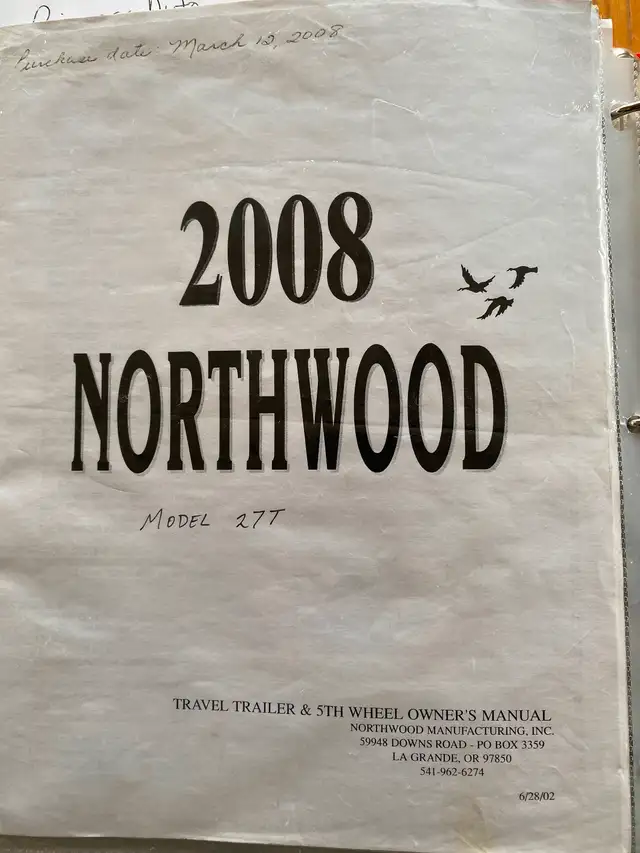 Purchase date: March 12, 2008
2008
NORTHWOOD
MODEL 27T
TRAVEL TRAILER & 5TH WHEEL OWNER'S MANUAL
NORTHWOOD MANUFACTURING, INC.
59948 DOWNS ROAD - PO BOX 3359
LA GRANDE, OR 97850
541-962-6274
6/28/02